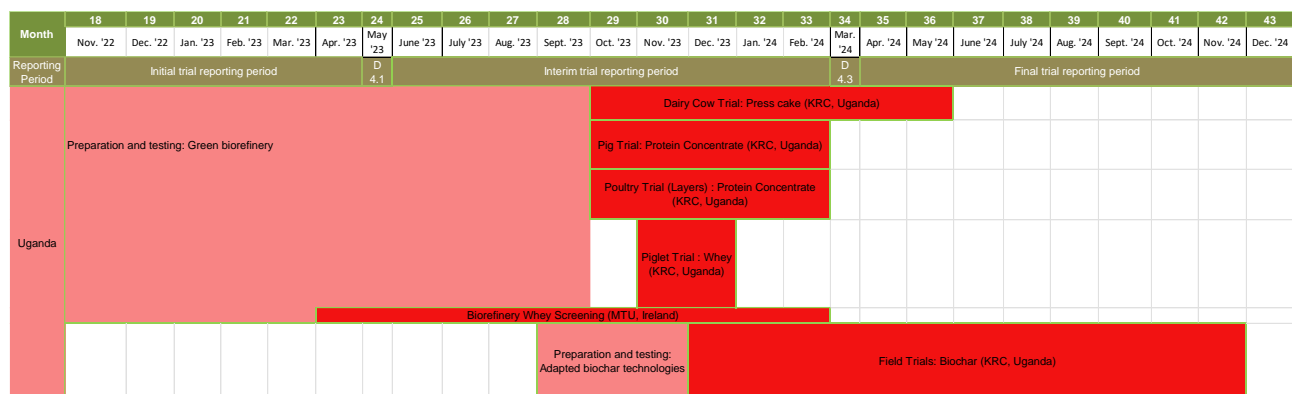 Month 18 19 20 21 22 23 24 25 26 27 28 29 30 31 32 33 34 35 36 37 38 39 40 41 42 43
Nov. '22 Dec. '22 Jan. '23 Feb. '23 Mar. '23 Apr. '23 May '23 June '23 July '23 Aug. '23 Sept. '23 Oct. '23 Nov. '23 Dec. '23 Jan. '24 Feb. '24 Mar. '24 Apr. '24 May '24 June '24 July '24 Aug. '24 Sept. '24 Oct. '24 Nov. '24 Dec. '24
Reporting Period Initial trial reporting period D 4.1 Interim trial reporting period D 4.3 Final trial reporting period
Uganda
Dairy Cow Trial: Press cake (KRC, Uganda)
Preparation and testing: Green biorefinery
Pig Trial: Protein Concentrate (KRC, Uganda)
Poultry Trial (Layers) : Protein Concentrate
(KRC, Uganda)
Piglet Trial : Whey
(KRC, Uganda)
Biorefinery Whey Screening (MTU, Ireland)
Preparation and testing:
Adapted biochar technologies
Field Trials: Biochar (KRC, Uganda)